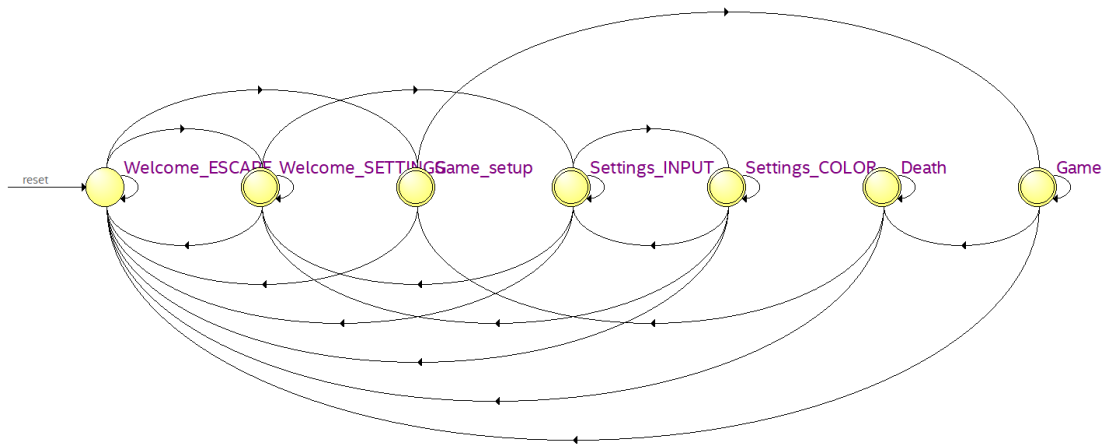 Welcome_ESCAPE
Welcome_SETTINGS
Game_setup
Settings_INPUT
Settings_COLOR
Death
Game
reset